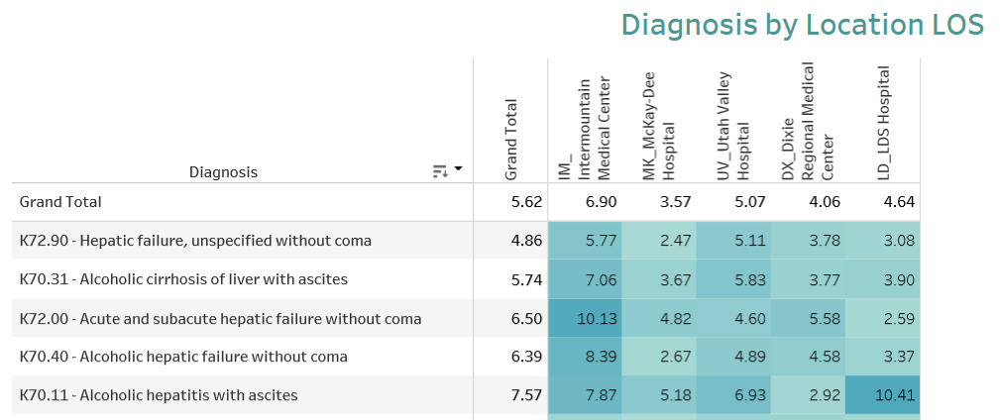 Diagnosis by Location LOS
Diagnosis
Grand Total
IM_
Intermountain
Medical Center
MK_McKay-Dee
Hospital
UV_Utah Valley
Hospital
DX_Dixie
Regional Medical
Center
LD_LDS Hospital
Grand Total 5.62 6.90 3.57 5.07 4.06 4.64
K72.90 - Hepatic failure, unspecified without coma 4.86 5.77 2.47 5.11 3.78 3.08
K70.31 - Alcoholic cirrhosis of liver with ascites 5.74 7.06 3.67 5.83 3.77 3.90
K72.00 - Acute and subacute hepatic failure without coma 6.50 10.13 4.82 4.60 5.58 2.59
K70.40 - Alcoholic hepatic failure without coma 6.39 8.39 2.67 4.89 4.58 3.37
K70.11 - Alcoholic hepatitis with ascites 7.57 7.87 5.18 6.93 2.92 10.41